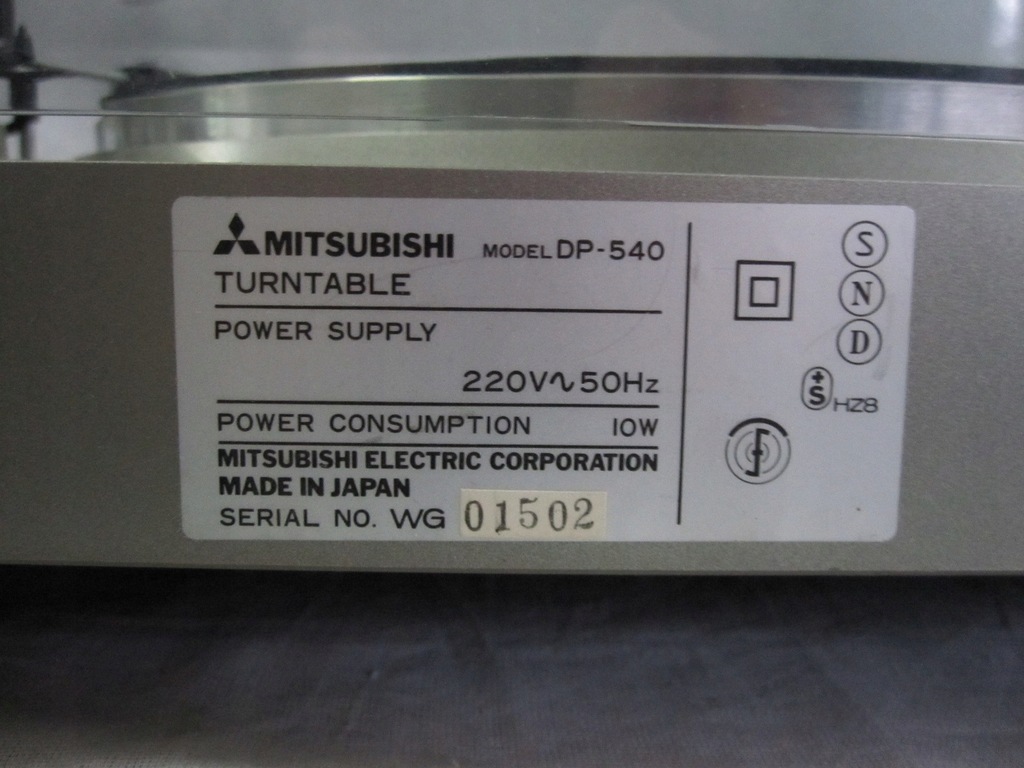 MITSUBISHI MODEL DP-540
TURNTABLE
POWER SUPPLY
220V∿50Hz
POWER CONSUMPTION 10W
MITSUBISHI ELECTRIC CORPORATION
MADE IN JAPAN
SERIAL NO. WG 01502
S
N
D
+S HZ8